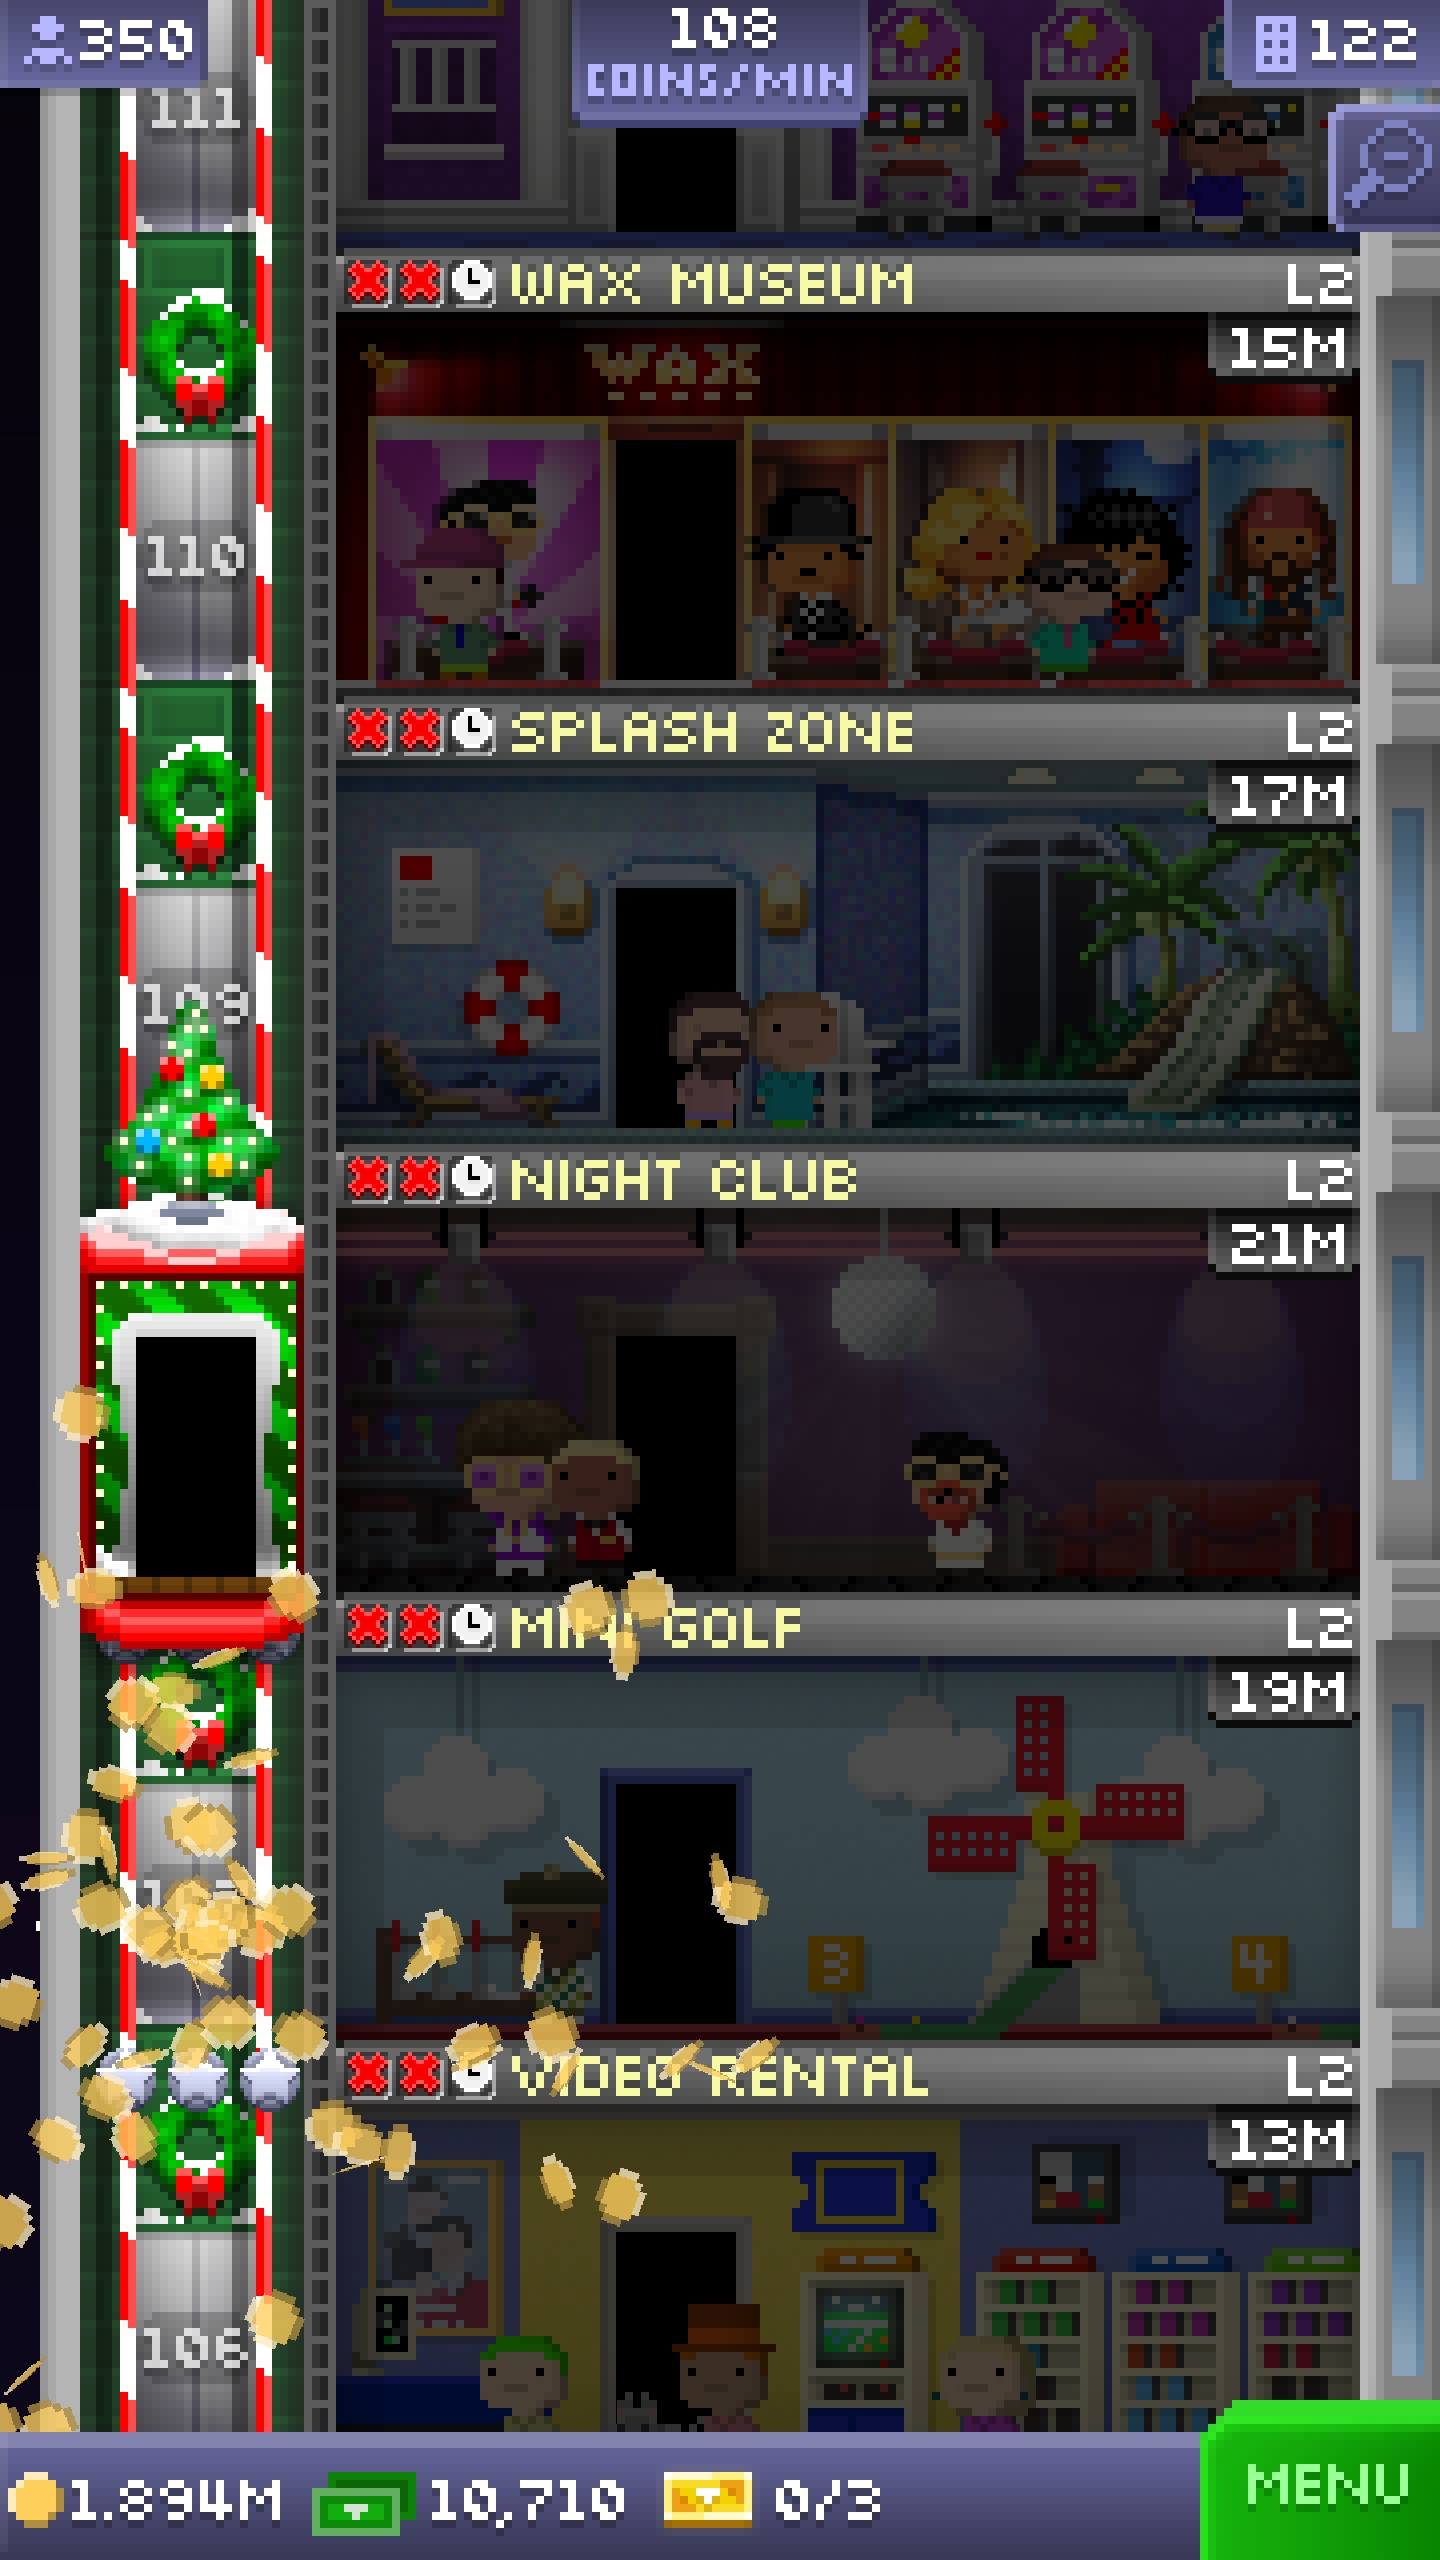 350
108
COINS/MIN
122
111
WAX MUSEUM L2
15M
WAX
110
SPLASH ZONE L2
17M
109
NIGHT CLUB L2
21M
MINI GOLF L2
19M
3
4
VIDEO RENTAL L2
13M
106
1.894M
10,710
0/3
MENU